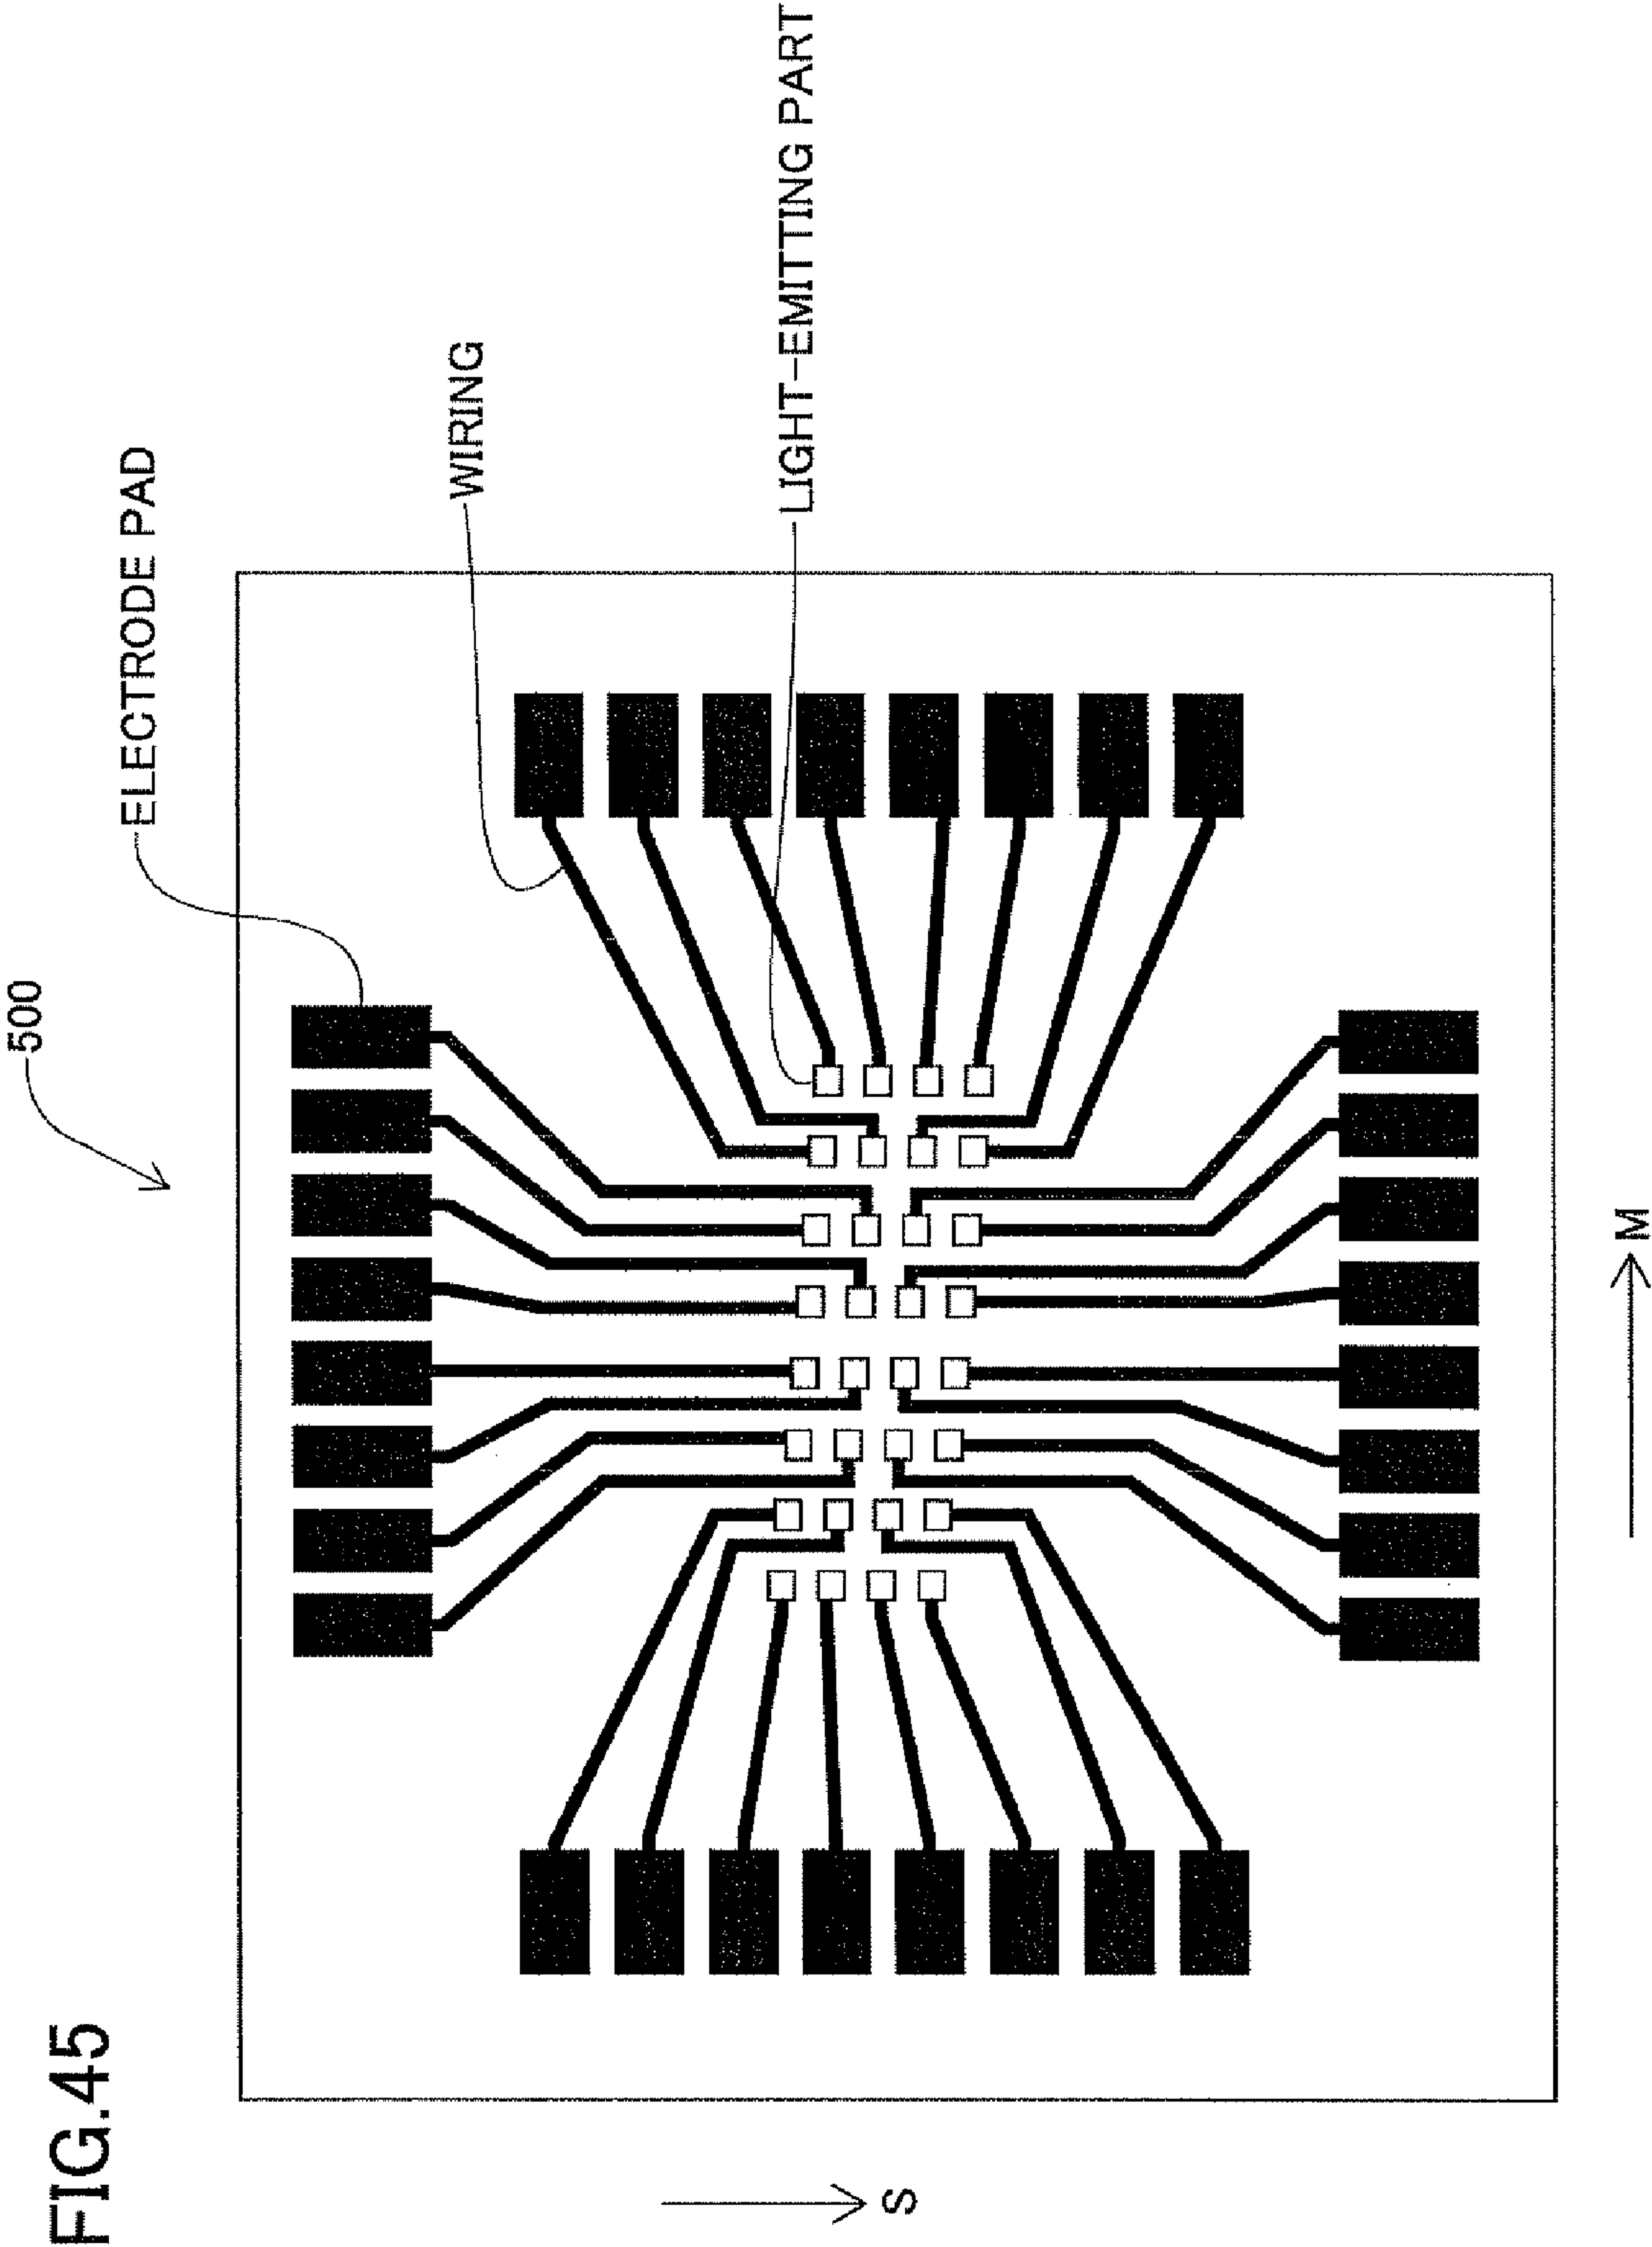 FIG.45
500
ELECTRODE PAD
WIRING
LIGHT-EMITTING PART
S
M